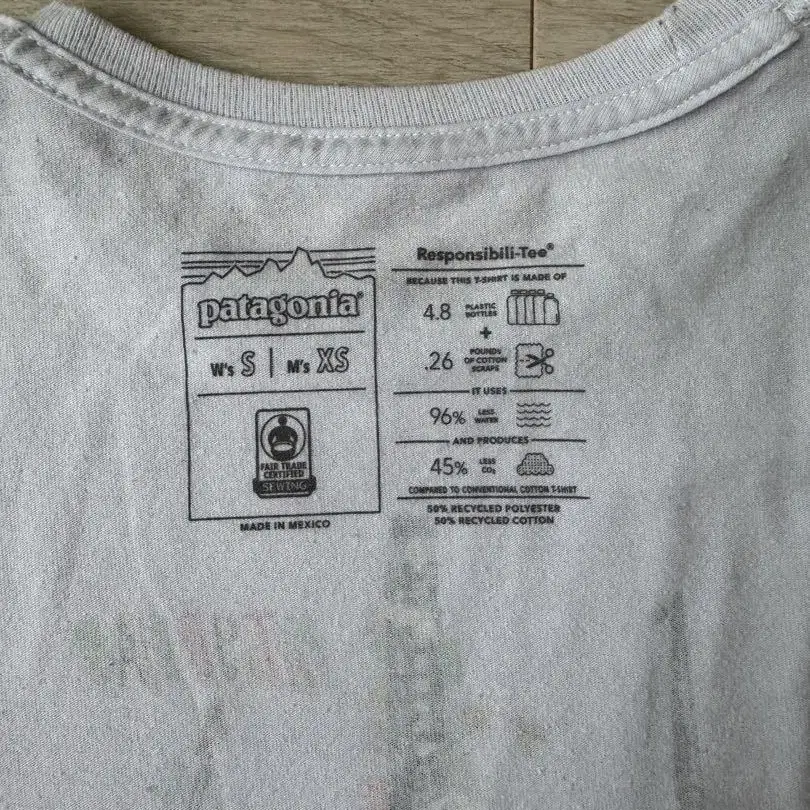 patagonia®
W's S | M's XS
FAIR TRADE
CERTIFIED
SEWING
MADE IN MEXICO
Responsibili-Tee®
BECAUSE THIS T-SHIRT IS MADE OF
4.8 PLASTIC BOTTLES
+
.26 POUNDS OF COTTON SCRAPS
IT USES
96% LESS WATER
AND PRODUCES
45% LESS CO₂
COMPARED TO CONVENTIONAL COTTON T-SHIRT
50% RECYCLED POLYESTER
50% RECYCLED COTTON